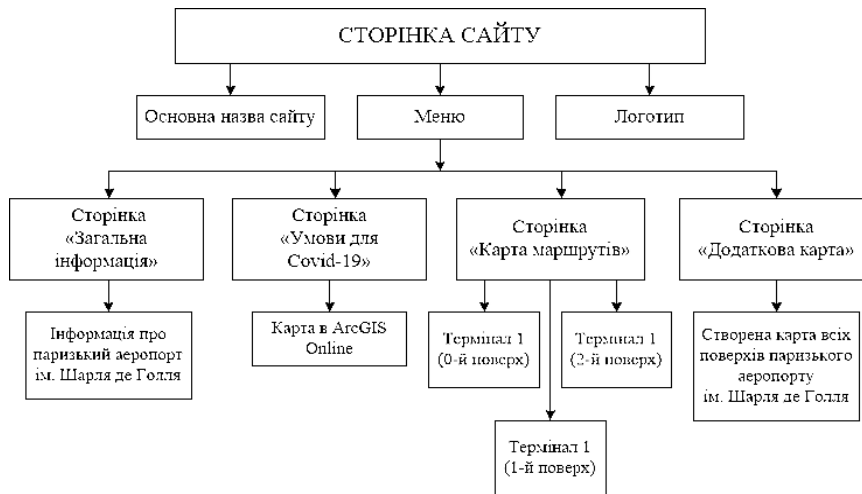 СТОРІНКА САЙТУ
Основна назва сайту
Меню
Логотип
Сторінка
«Загальна
інформація»
Сторінка
«Умови для
Covid-19»
Сторінка
«Карта маршрутів»
Сторінка
«Додаткова карта»
Інформація про
паризький аеропорт
ім. Шарля де Голля
Карта в ArcGIS
Online
Термінал 1
(0-й поверх)
Термінал 1
(2-й поверх)
Створена карта всіх
поверхів паризького
аеропорту
ім. Шарля де Голля
Термінал 1
(1-й поверх)